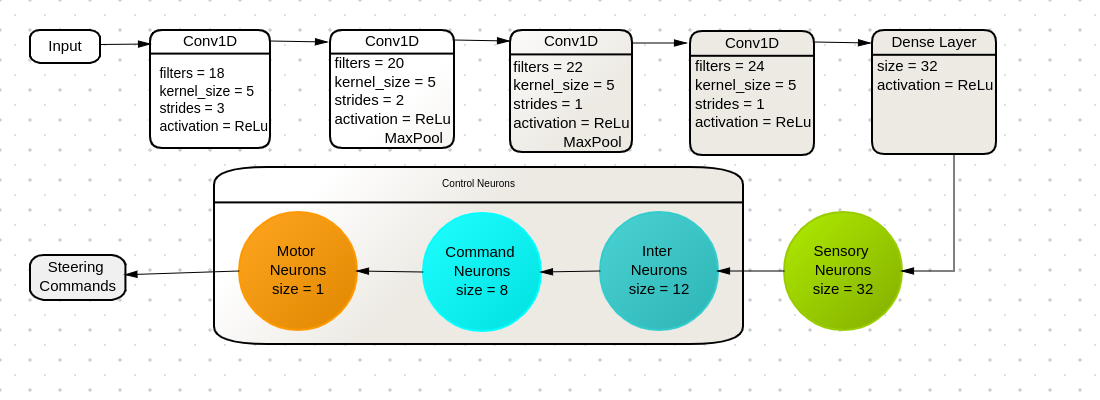 Input
Conv1D
filters = 18
kernel_size = 5
strides = 3
activation = ReLu
Conv1D
filters = 20
kernel_size = 5
strides = 2
activation = ReLu
MaxPool
Conv1D
filters = 22
kernel_size = 5
strides = 1
activation = ReLu
MaxPool
Conv1D
filters = 24
kernel_size = 5
strides = 1
activation = ReLu
Dense Layer
size = 32
activation = ReLu
Control Neurons
Steering
Commands
Motor
Neurons
size = 1
Command
Neurons
size = 8
Inter
Neurons
size = 12
Sensory
Neurons
size = 32